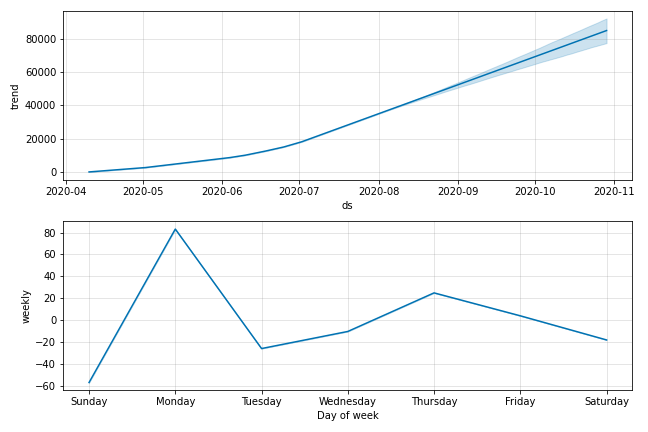 80000
60000
40000
20000
0
trend
2020-04 2020-05 2020-06 2020-07 2020-08 2020-09 2020-10 2020-11
ds
80
60
40
20
0
−20
−40
−60
weekly
Sunday Monday Tuesday Wednesday Thursday Friday Saturday
Day of week